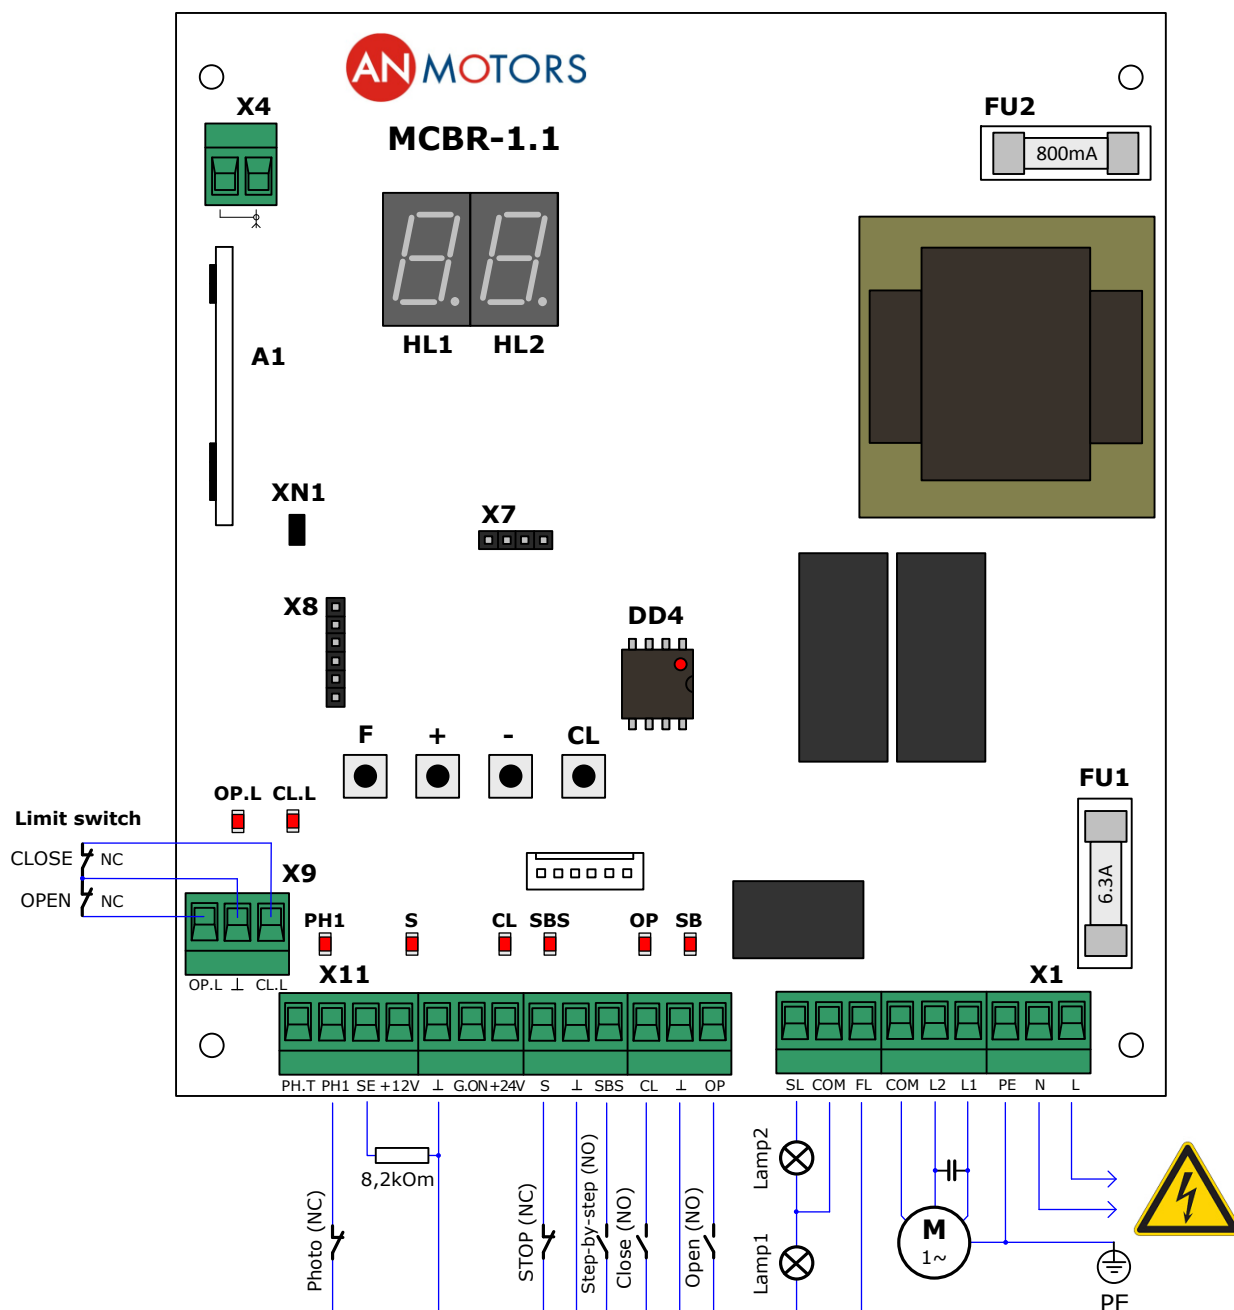 AN MOTORS
X4
FU2
MCBR-1.1
800mA
HL1 HL2
A1
XN1
X7
X8
DD4
F + - CL
FU1
OP.L CL.L
Limit switch
CLOSE NC
X9
OPEN NC
6.3A
PH1 S CL SBS OP SB
X11
X1
OP.L ⊥ CL.L
PH.T PH1 SE +12V ⊥ G.ON +24V S ⊥ SBS CL ⊥ OP SL COM FL COM L2 L1 PE N L
8,2kOm
Photo (NC)
STOP (NC)
Step-by-step (NO)
Close (NO)
Open (NO)
Lamp2
Lamp1
M
1~
PE